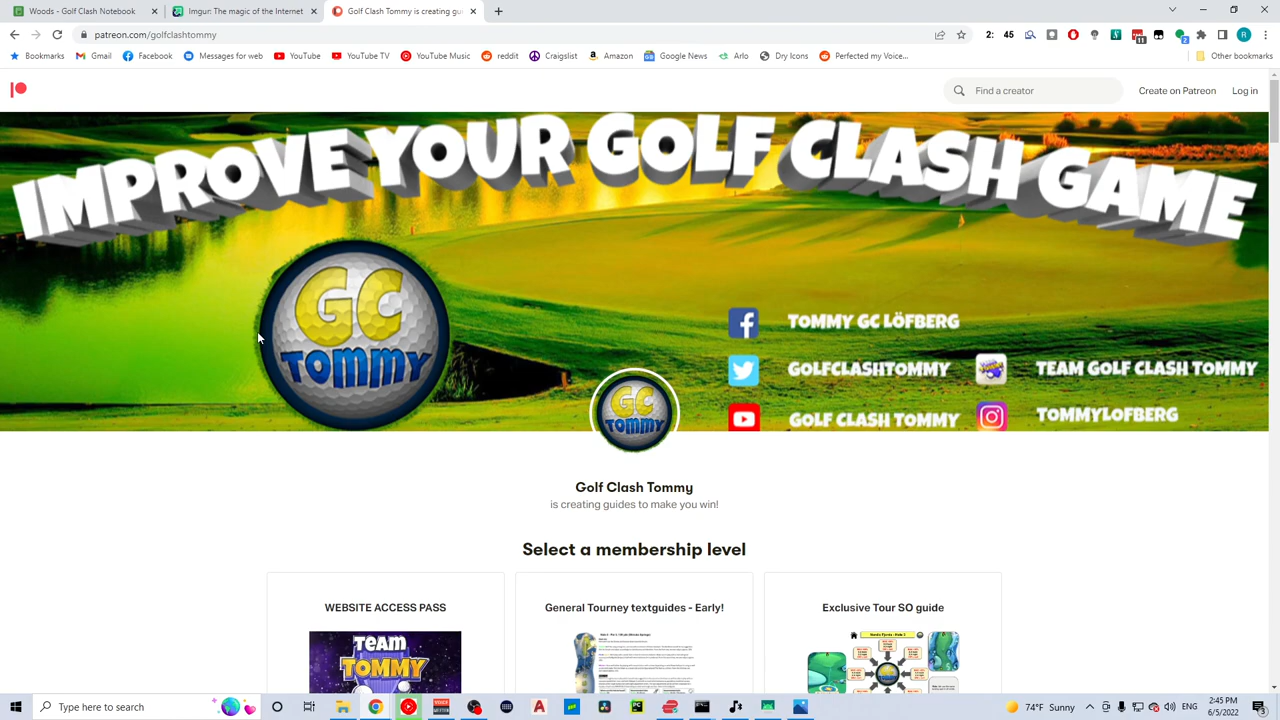 Woods - Golf Clash Notebook
Imgur: The magic of the Internet
Golf Clash Tommy is creating gui
patreon.com/golfclashtommy
2: 45
11
2
R
Bookmarks
Gmail
Facebook
Messages for web
YouTube
YouTube TV
YouTube Music
reddit
Craigslist
Amazon
Google News
Arlo
Dry Icons
Perfected my Voice...
Other bookmarks
Find a creator
Create on Patreon
Log in
IMPROVE YOUR GOLF CLASH GAME
GC
TOMMY
TOMMY GC LÖFBERG
GOLFCLASHTOMMY
TEAM GOLF CLASH TOMMY
GOLF CLASH TOMMY
TOMMYLOFBERG
GC
TOMMY
Golf Clash Tommy
is creating guides to make you win!
Select a membership level
WEBSITE ACCESS PASS
General Tourney textguides - Early!
Exclusive Tour SO guide
TEAM
TOMMY
Type here to search
74°F Sunny
ENG
2:45 PM
6/5/2022